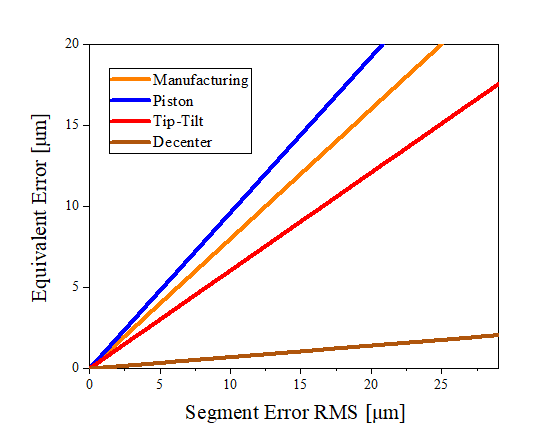 20
15
10
5
0
Equivalent Error [μm]
Manufacturing
Piston
Tip-Tilt
Decenter
0 5 10 15 20 25
Segment Error RMS [μm]